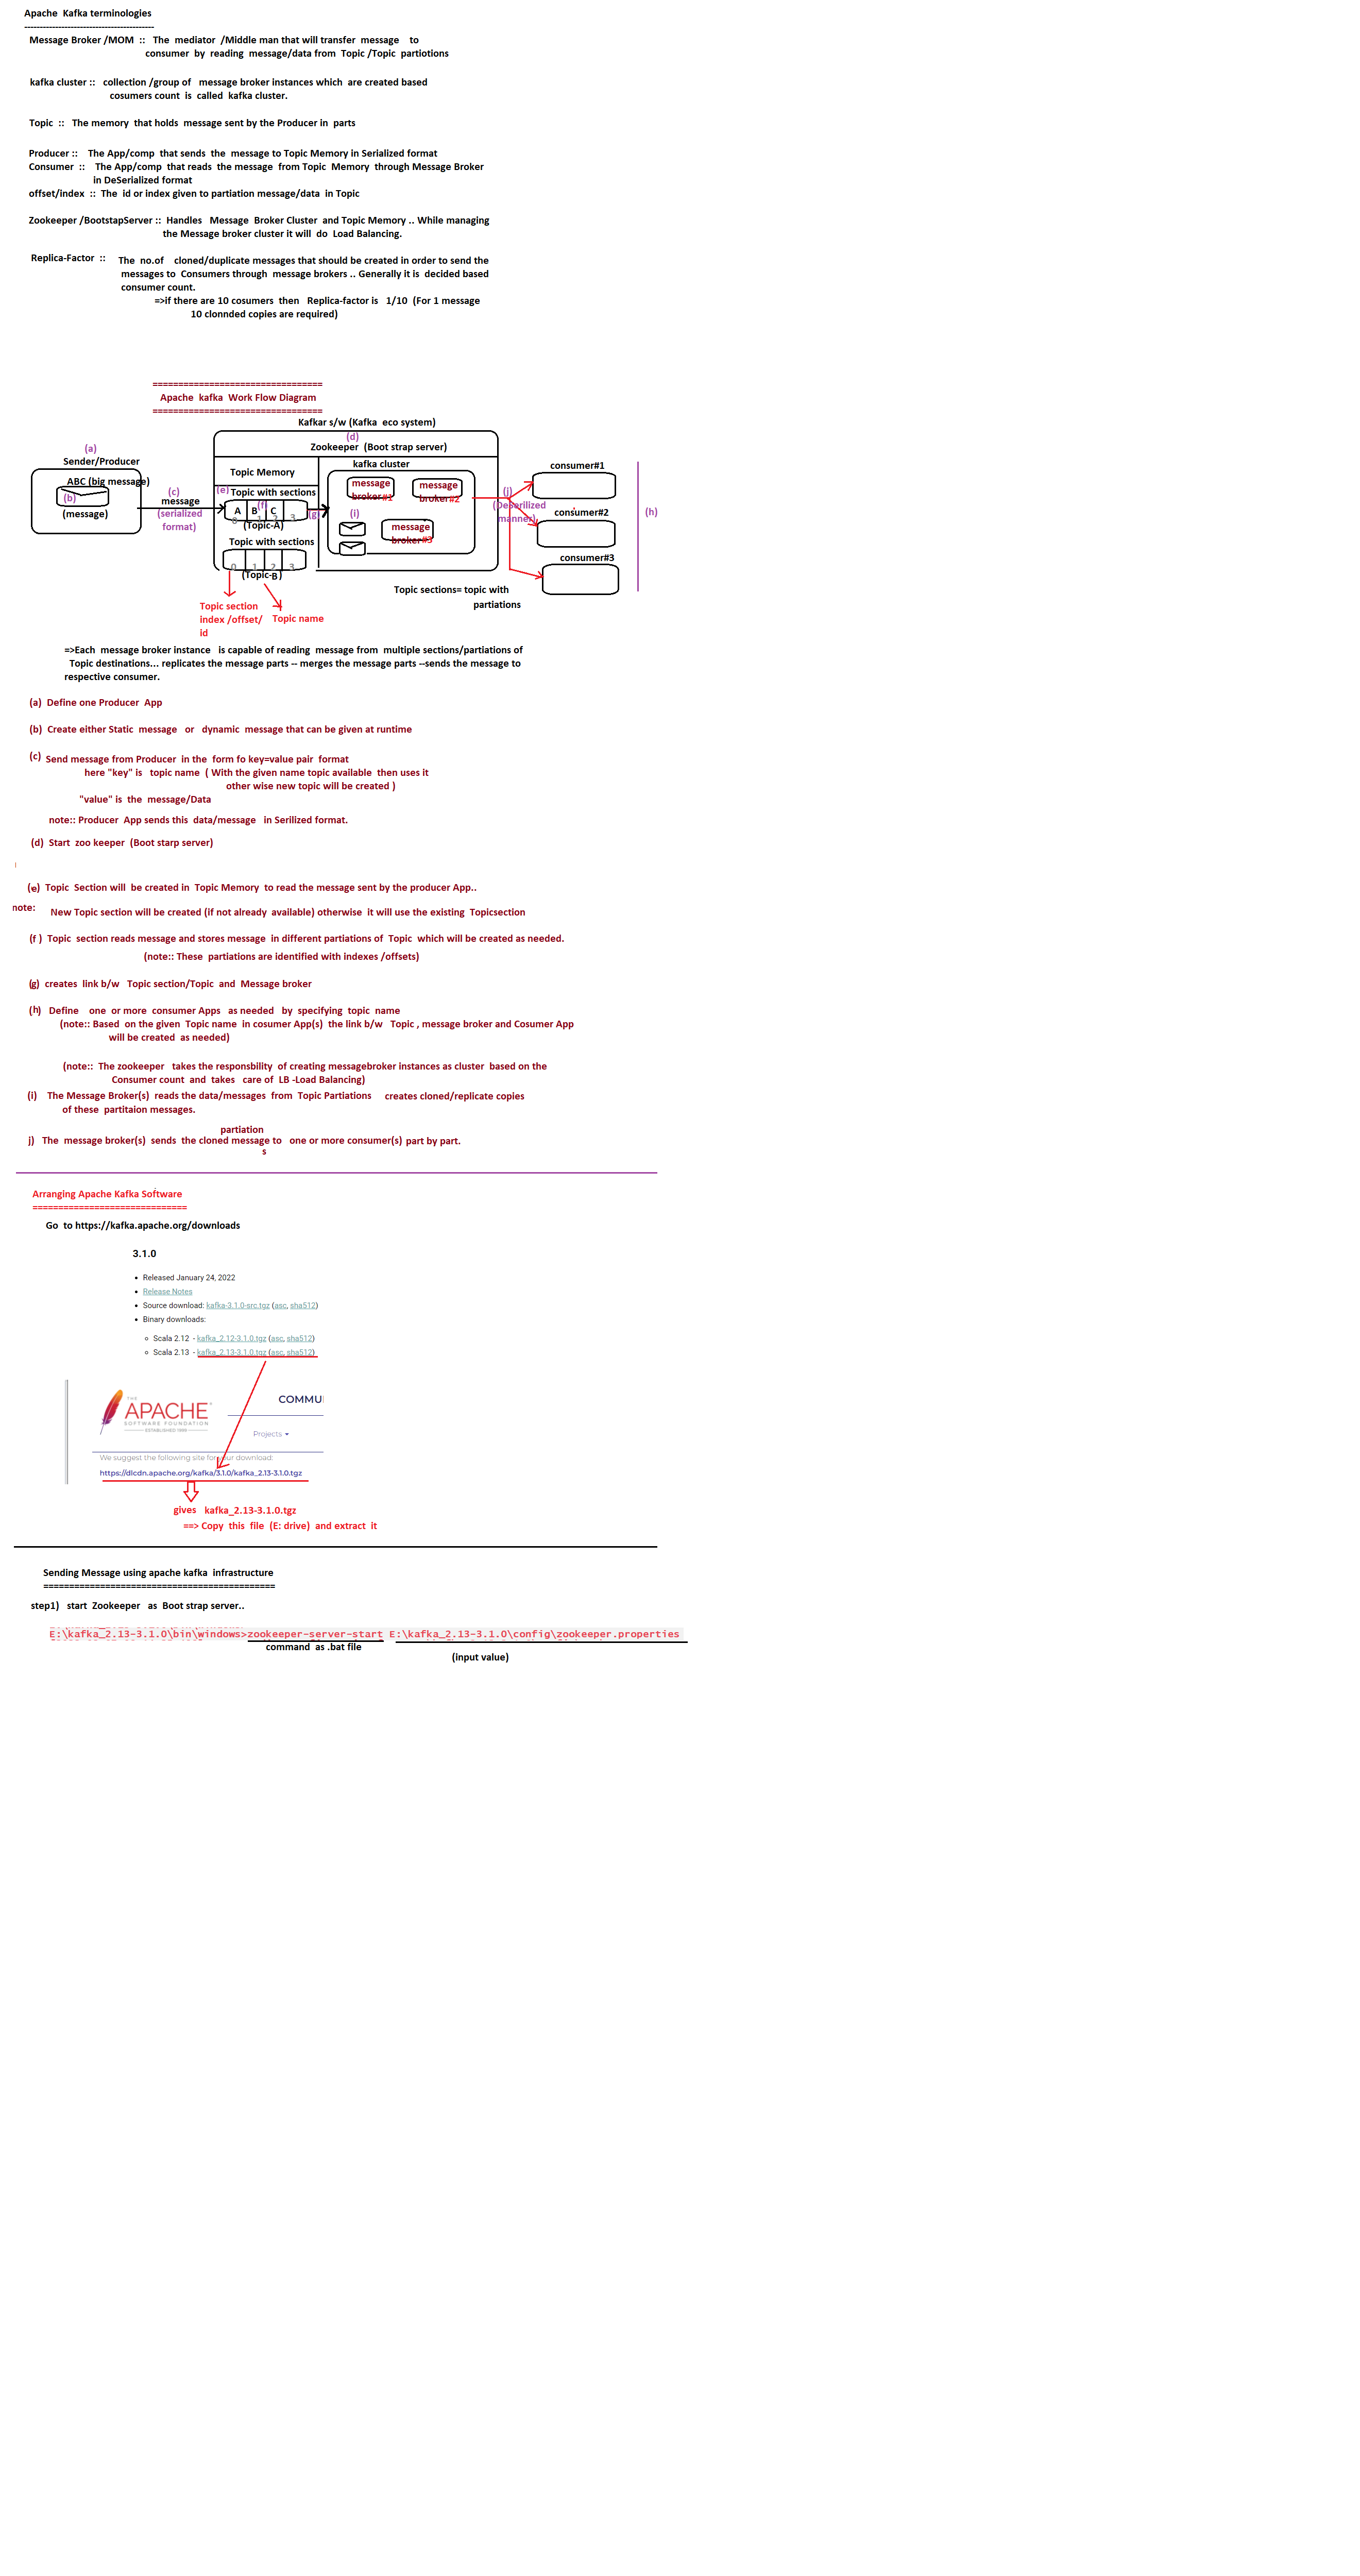 Apache Kafka terminologies
------------------------------------------
Message Broker /MOM :: The mediator /Middle man that will transfer message to
consumer by reading message/data from Topic /Topic partiotions
kafka cluster :: collection /group of message broker instances which are created based
cosumers count is called kafka cluster.
Topic :: The memory that holds message sent by the Producer in parts
Producer :: The App/comp that sends the message to Topic Memory in Serialized format
Consumer :: The App/comp that reads the message from Topic Memory through Message Broker
in DeSerialized format
offset/index :: The id or index given to partiation message/data in Topic
Zookeeper /BootstapServer :: Handles Message Broker Cluster and Topic Memory .. While managing
the Message broker cluster it will do Load Balancing.
Replica-Factor :: The no.of cloned/duplicate messages that should be created in order to send the
messages to Consumers through message brokers .. Generally it is decided based
consumer count.
=>if there are 10 cosumers then Replica-factor is 1/10 (For 1 message
10 clonnded copies are required)
=================================
Apache kafka Work Flow Diagram
=================================
Kafkar s/w (Kafka eco system)
(d)
Zookeeper (Boot strap server)
(a)
Sender/Producer
ABC (big message)
(b)
(message)
(c)
message
(serialized
format)
Topic Memory
(e) Topic with sections
A B C
(f)
0 1 2 3
(g)
(Topic-A)
Topic with sections
0 1 2 3
(Topic-B)
Topic section
index /offset/
id
Topic name
kafka cluster
message
broker#1
message
broker#2
(i)
message
broker#3
(j)
(Deserilized
manner)
consumer#1
consumer#2
consumer#3
(h)
Topic sections= topic with
partiations
=>Each message broker instance is capable of reading message from multiple sections/partiations of
Topic destinations... replicates the message parts -- merges the message parts --sends the message to
respective consumer.
(a) Define one Producer App
(b) Create either Static message or dynamic message that can be given at runtime
(c) Send message from Producer in the form fo key=value pair format
here "key" is topic name ( With the given name topic available then uses it
other wise new topic will be created )
"value" is the message/Data
note:: Producer App sends this data/message in Serilized format.
(d) Start zoo keeper (Boot starp server)
(e) Topic Section will be created in Topic Memory to read the message sent by the producer App..
note: New Topic section will be created (if not already available) otherwise it will use the existing Topicsection
(f ) Topic section reads message and stores message in different partiations of Topic which will be created as needed.
(note:: These partiations are identified with indexes /offsets)
(g) creates link b/w Topic section/Topic and Message broker
(h) Define one or more consumer Apps as needed by specifying topic name
(note:: Based on the given Topic name in cosumer App(s) the link b/w Topic , message broker and Cosumer App
will be created as needed)
(note:: The zookeeper takes the responsbility of creating messagebroker instances as cluster based on the
Consumer count and takes care of LB -Load Balancing)
(i) The Message Broker(s) reads the data/messages from Topic Partiations creates cloned/replicate copies
of these partitaion messages.
partiation
j) The message broker(s) sends the cloned message to one or more consumer(s) part by part.
s
Arranging Apache Kafka Software
==============================
Go to https://kafka.apache.org/downloads
3.1.0
• Released January 24, 2022
• Release Notes
• Source download: kafka-3.1.0-src.tgz (asc, sha512)
• Binary downloads:
◦ Scala 2.12 - kafka_2.12-3.1.0.tgz (asc, sha512)
◦ Scala 2.13 - kafka_2.13-3.1.0.tgz (asc, sha512)
THE
APACHE
SOFTWARE FOUNDATION
ESTABLISHED 1999
COMMU
Projects
We suggest the following site for your download:
https://dlcdn.apache.org/kafka/3.1.0/kafka_2.13-3.1.0.tgz
gives kafka_2.13-3.1.0.tgz
==> Copy this file (E: drive) and extract it
Sending Message using apache kafka infrastructure
=============================================
step1) start Zookeeper as Boot strap server..
E:\kafka_2.13-3.1.0\bin\windows>zookeeper-server-start E:\kafka_2.13-3.1.0\config\zookeeper.properties
command as .bat file
(input value)